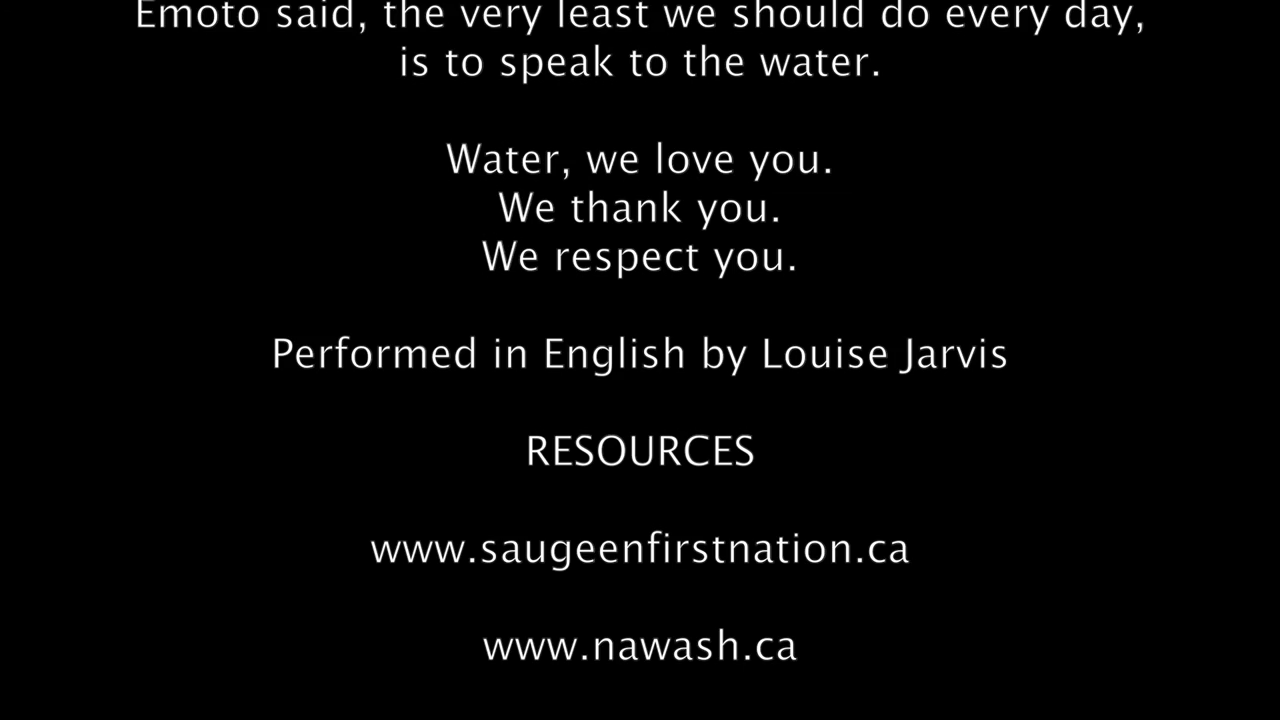 Emoto said, the very least we should do every day,
is to speak to the water.
Water, we love you.
We thank you.
We respect you.
Performed in English by Louise Jarvis
RESOURCES
www.saugeenfirstnation.ca
www.nawash.ca